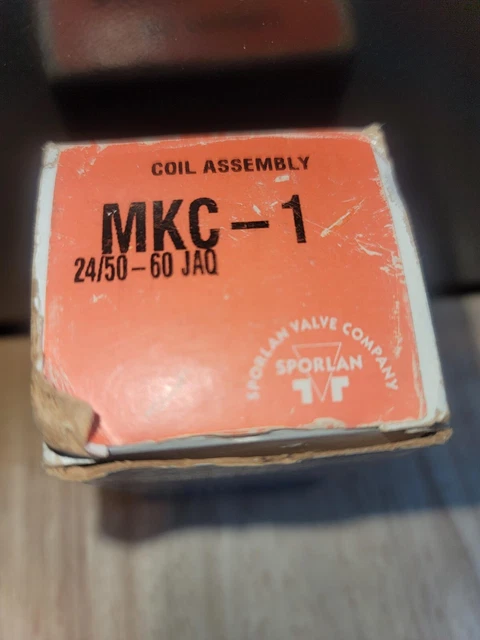 COIL ASSEMBLY
MKC-1
24/50-60 JAQ
SPORLAN VALVE COMPANY
SPORLAN